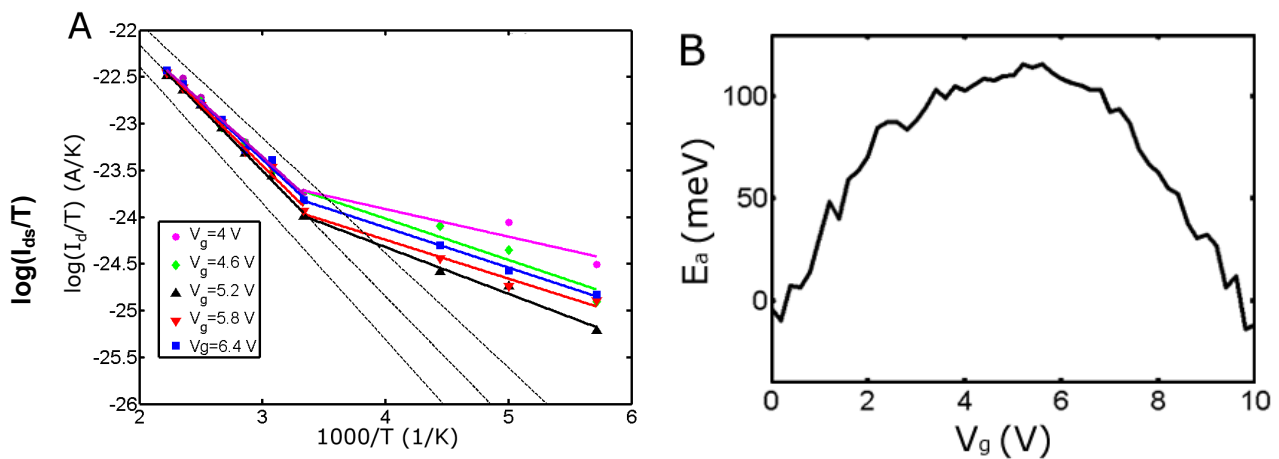 A
log(Ids/T)
log(Id/T) (A/K)
-22
-22.5
-23
-23.5
-24
-24.5
-25
-25.5
-26
Vg=4 V
Vg=4.6 V
Vg=5.2 V
Vg=5.8 V
Vg=6.4 V
2 3 4 5 6
1000/T (1/K)
B
Ea (meV)
100
50
0
0 2 4 6 8 10
Vg (V)